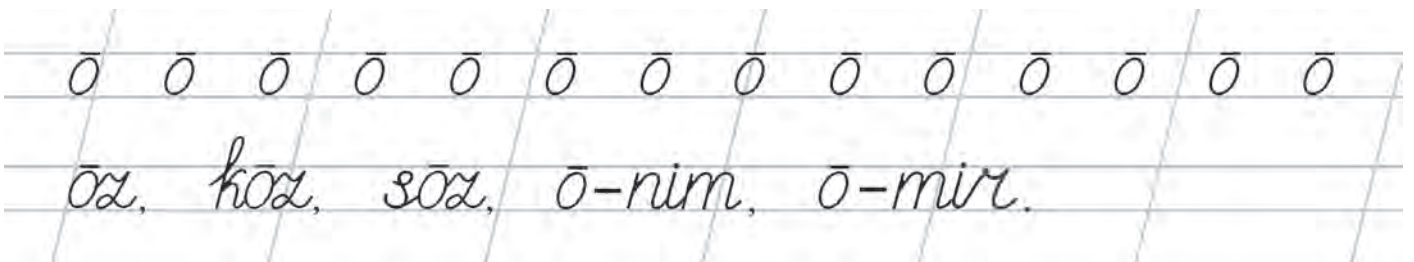 ō ō ō ō ō ō ō ō ō ō ō ō ō ō
ōz, kōz, sōz, ō-nim, ō-mir.